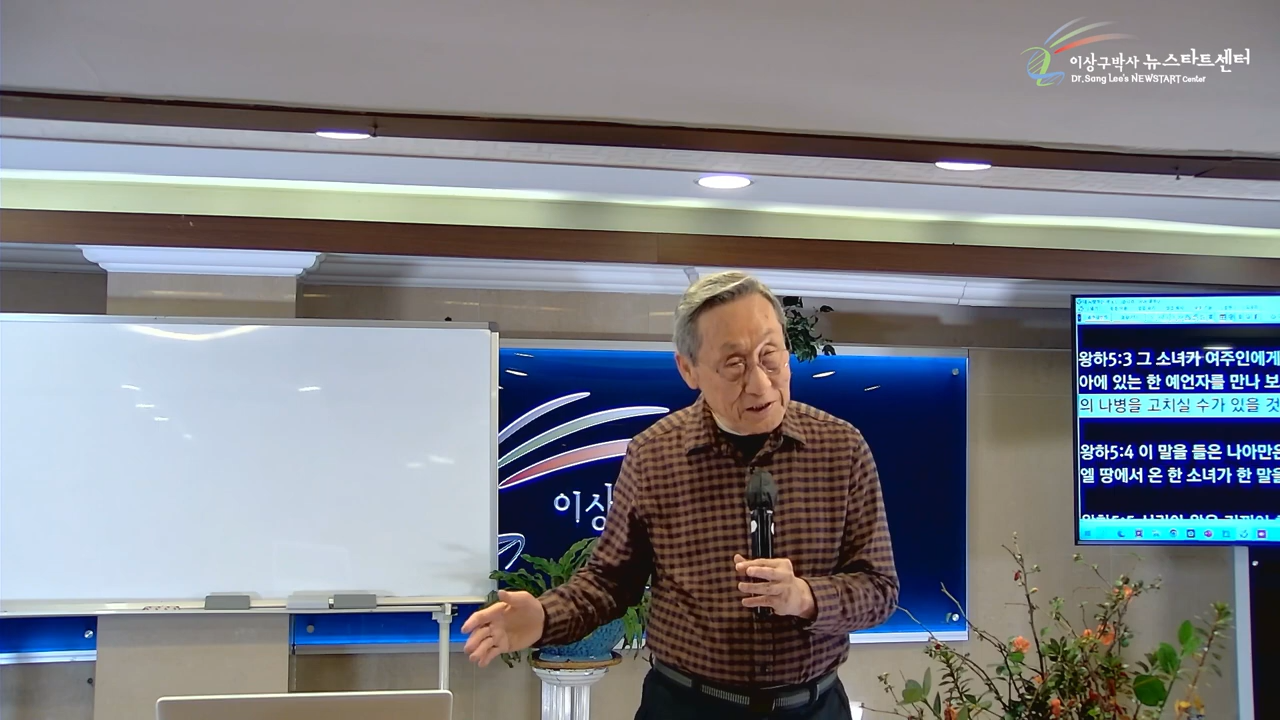 이상구박사 뉴스타트센터
Dr. Sang Lee's NEWSTART Center
이상
왕하5:3 그 소녀가 여주인에게
아에 있는 한 예언자를 만나 보
의 나병을 고치실 수가 있을 것
왕하5:4 이 말을 들은 나아만은
엘 땅에서 온 한 소녀가 한 말을